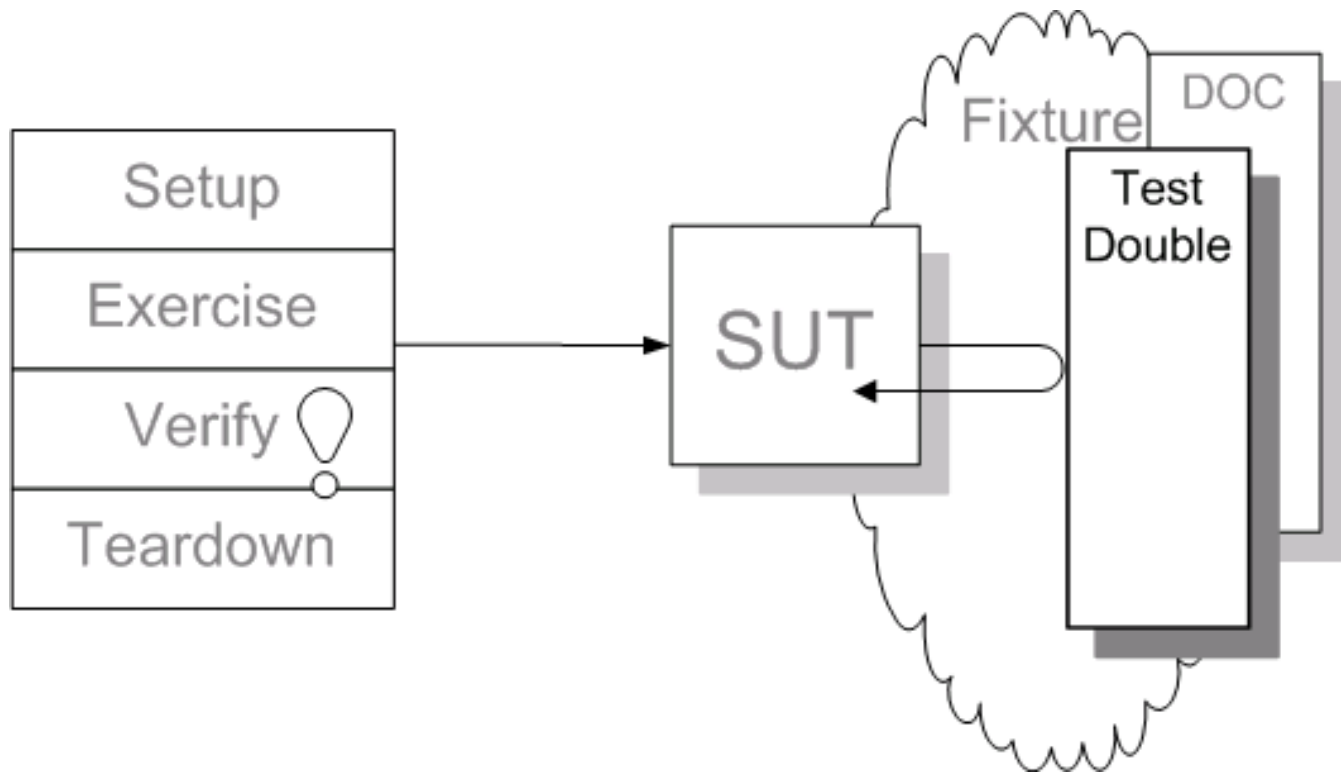 Setup
Exercise
Verify
Teardown
SUT
Fixture
DOC
Test
Double